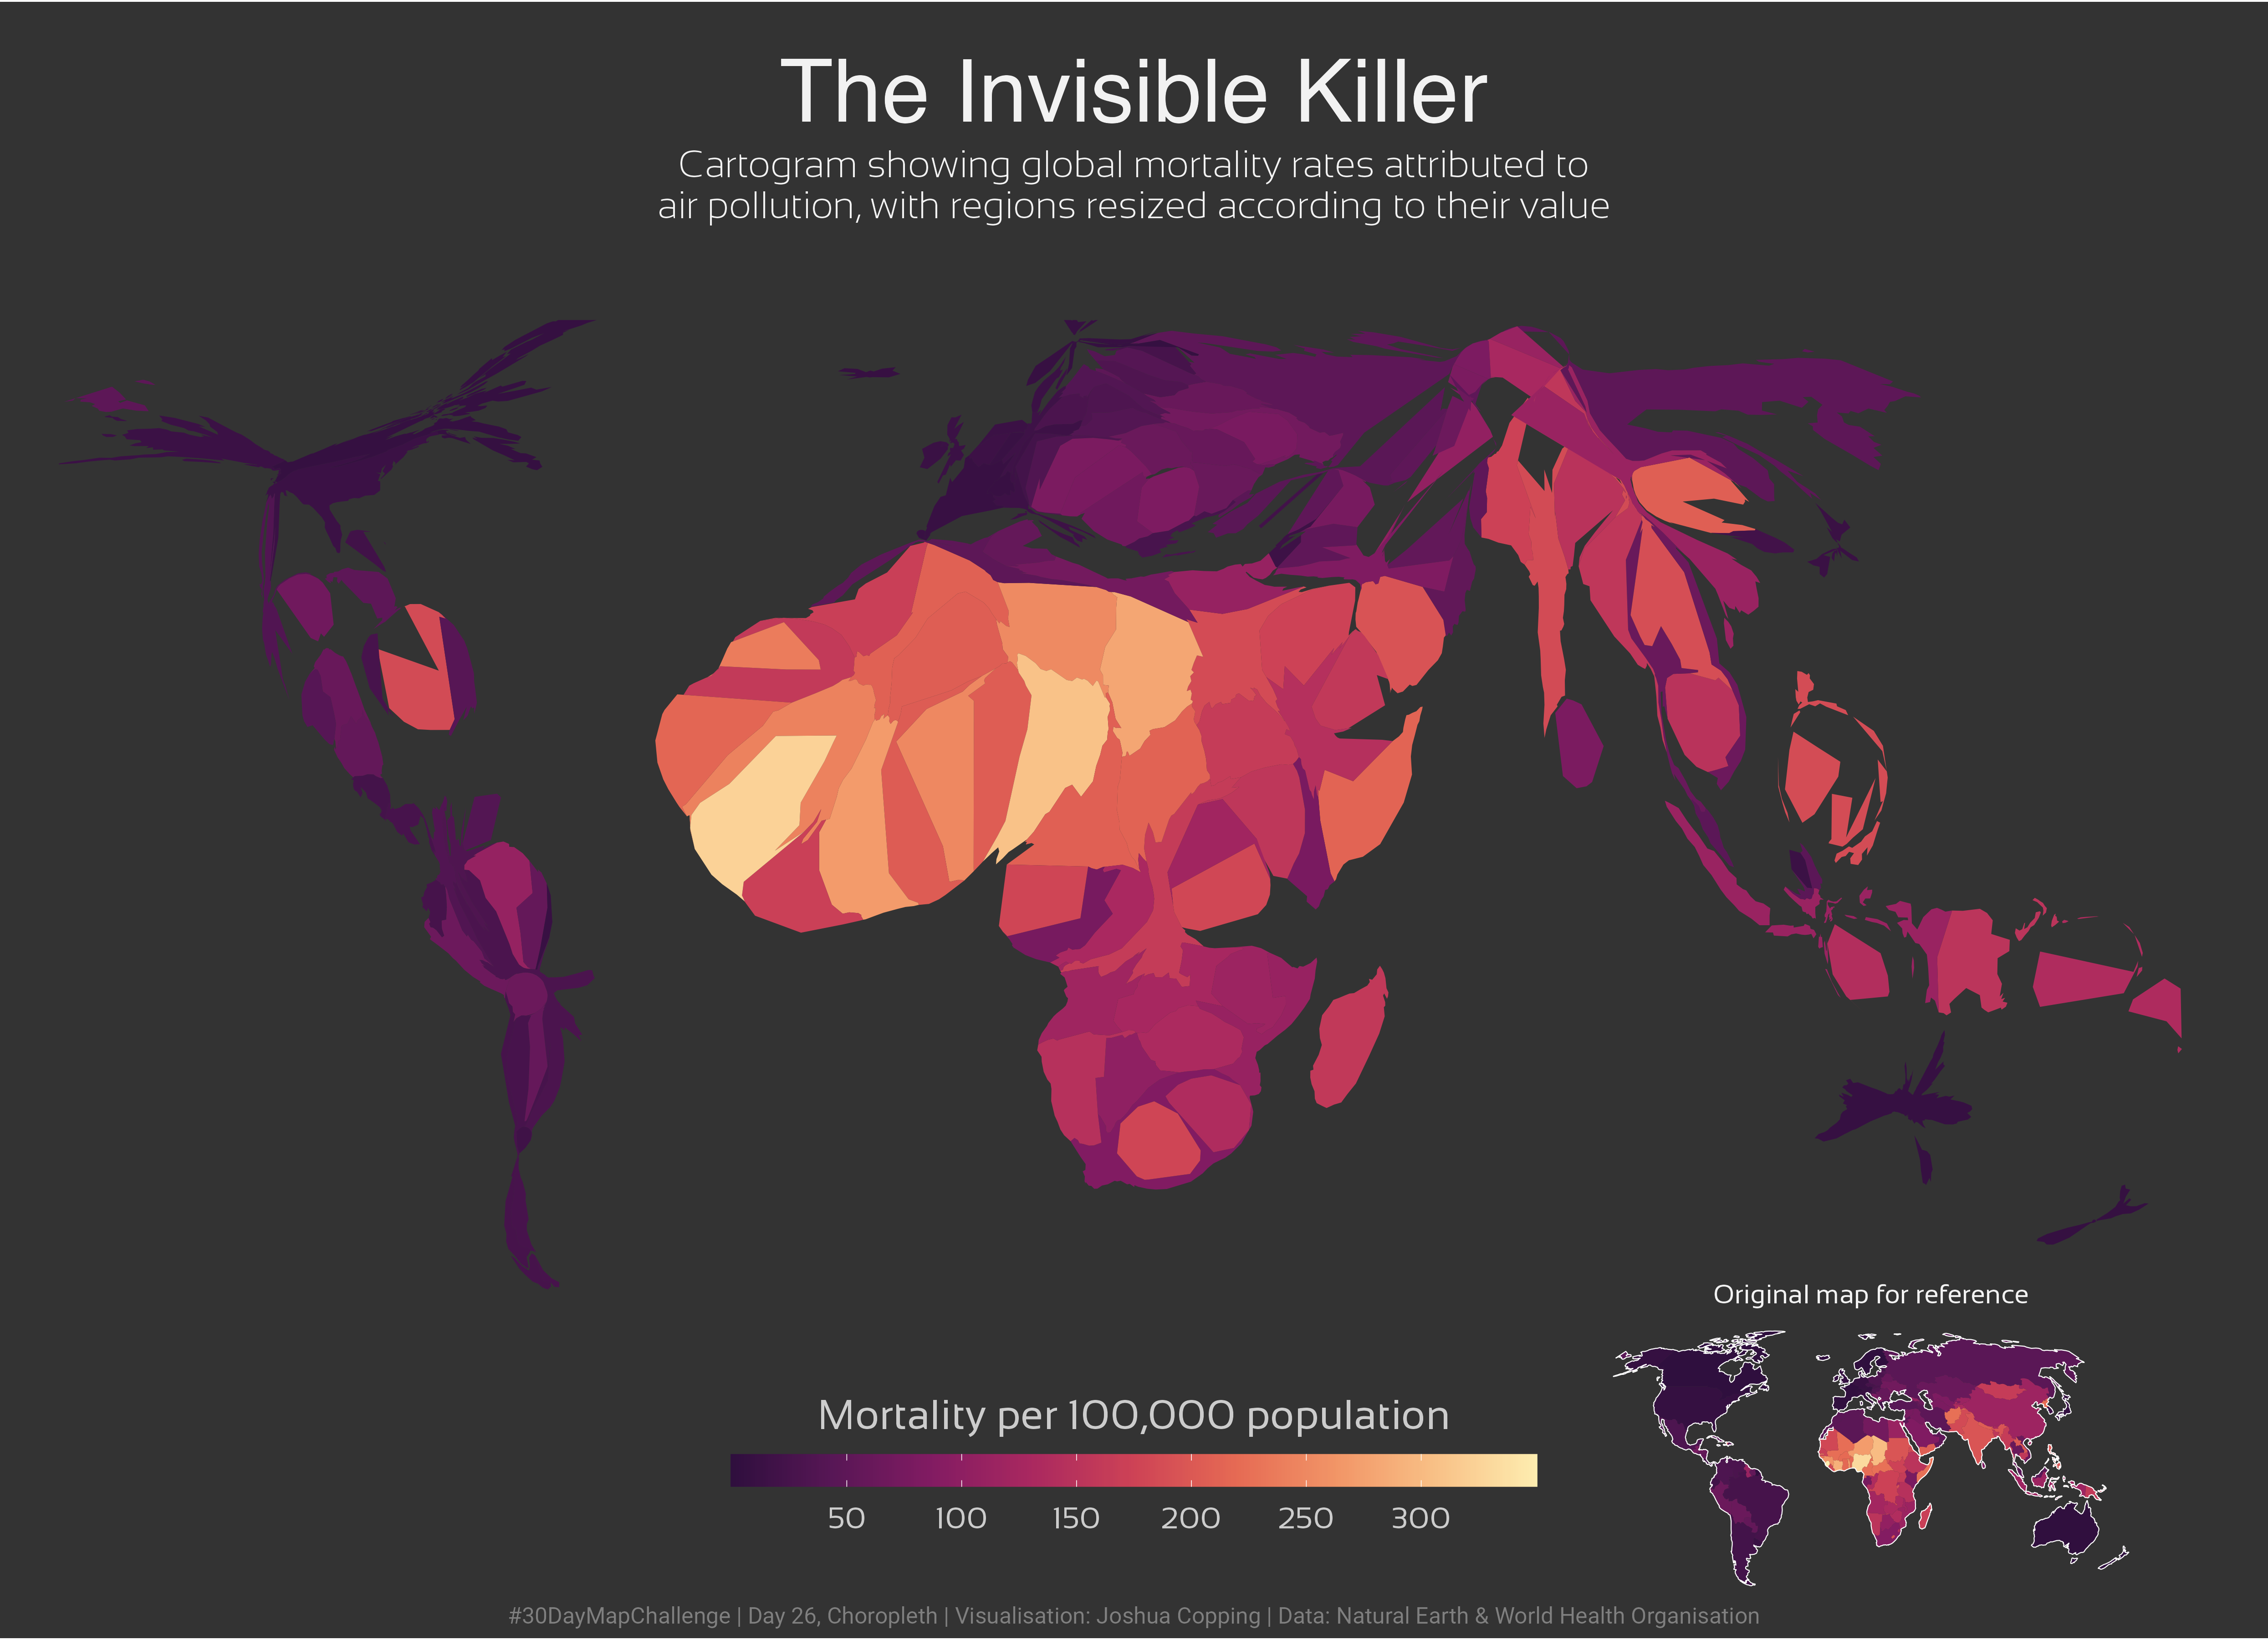 The Invisible Killer
Cartogram showing global mortality rates attributed to
air pollution, with regions resized according to their value
Original map for reference
Mortality per 100,000 population
50 100 150 200 250 300
#30DayMapChallenge | Day 26, Choropleth | Visualisation: Joshua Copping | Data: Natural Earth & World Health Organisation